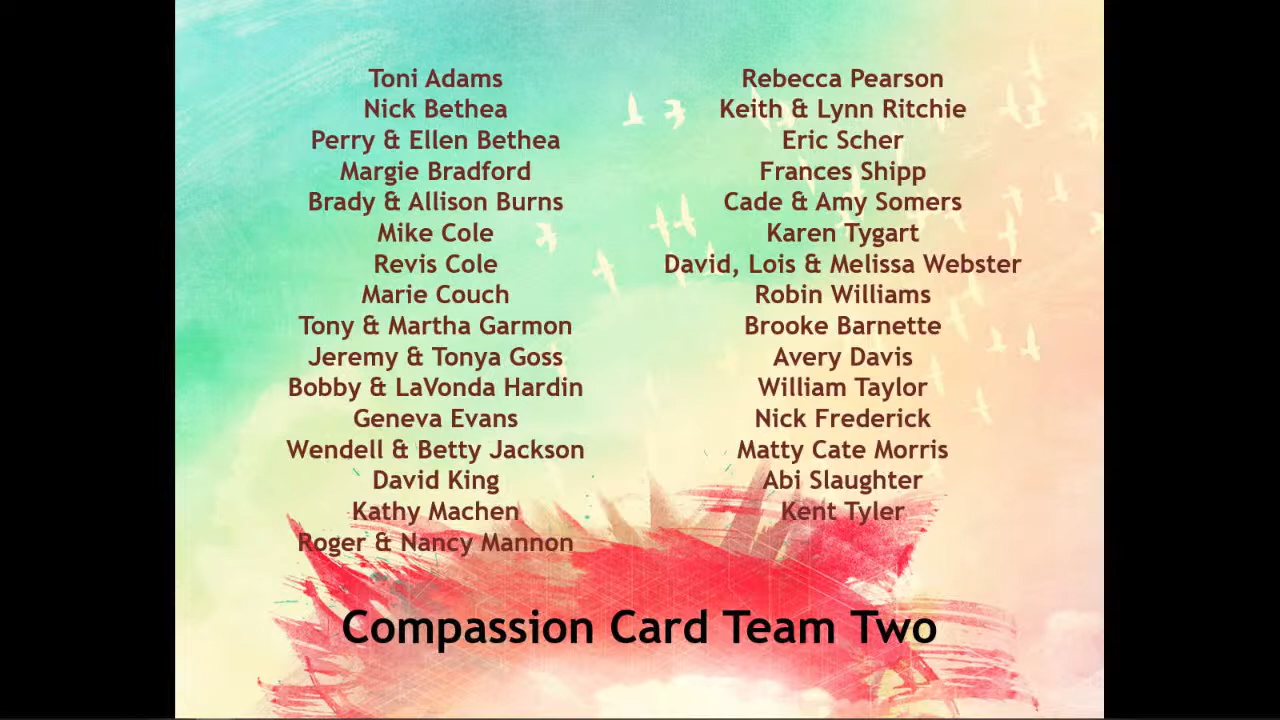 Toni Adams
Nick Bethea
Perry & Ellen Bethea
Margie Bradford
Brady & Allison Burns
Mike Cole
Revis Cole
Marie Couch
Tony & Martha Garmon
Jeremy & Tonya Goss
Bobby & LaVonda Hardin
Geneva Evans
Wendell & Betty Jackson
David King
Kathy Machen
Roger & Nancy Mannon
Rebecca Pearson
Keith & Lynn Ritchie
Eric Scher
Frances Shipp
Cade & Amy Somers
Karen Tygart
David, Lois & Melissa Webster
Robin Williams
Brooke Barnette
Avery Davis
William Taylor
Nick Frederick
Matty Cate Morris
Abi Slaughter
Kent Tyler
Compassion Card Team Two